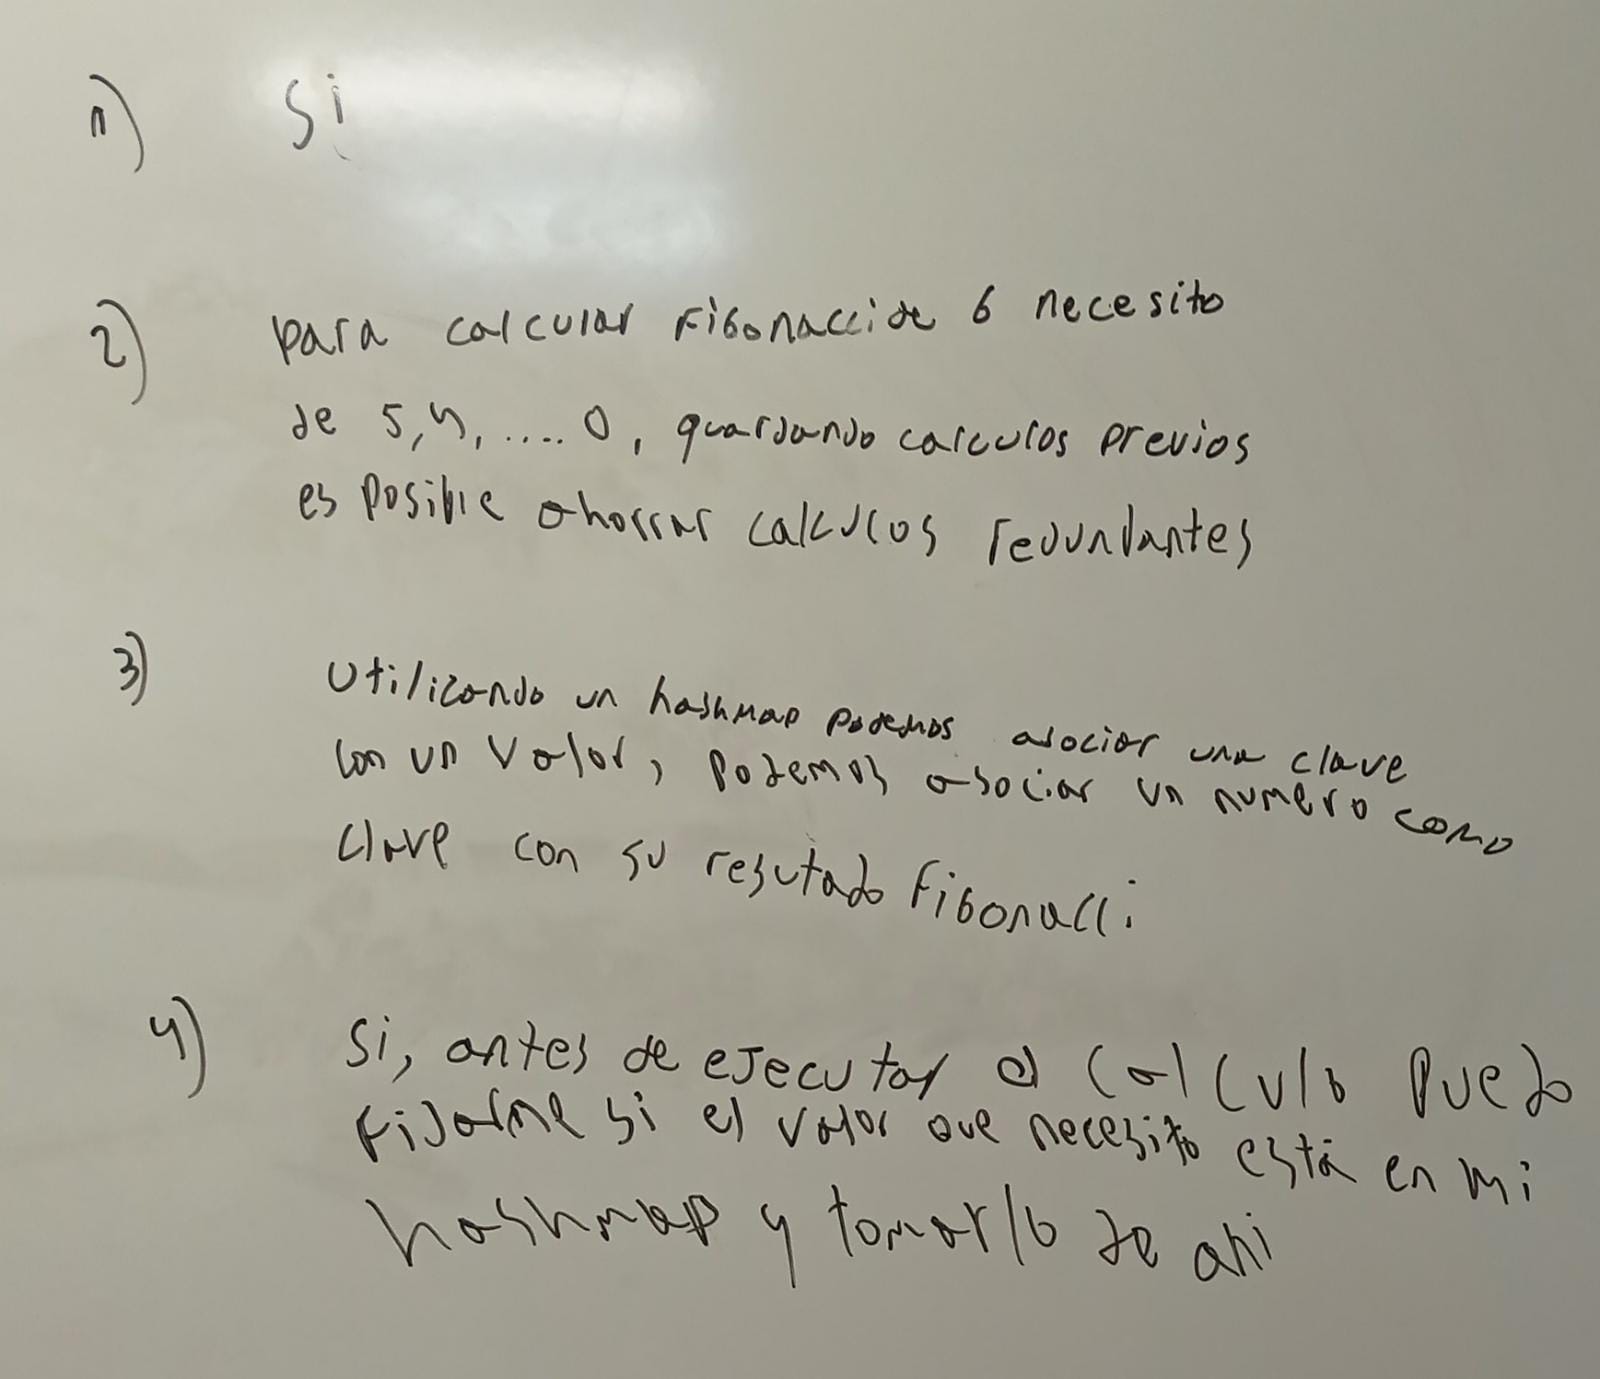 1) Si
2) para calcular Fibonacci de 6 necesito
de 5,4, .... 0, guardando calculos previos
es posible ahorrar calculos redundantes
3) Utilizando un hashmap podemos asociar una clave
con un valor, podemos asociar un numero como
clave con su resutado Fibonacci
4) Si, antes de ejecutar el calculo puedo
fijarme si el valor que necesito está en mi
hashmap y tomarlo de ahi